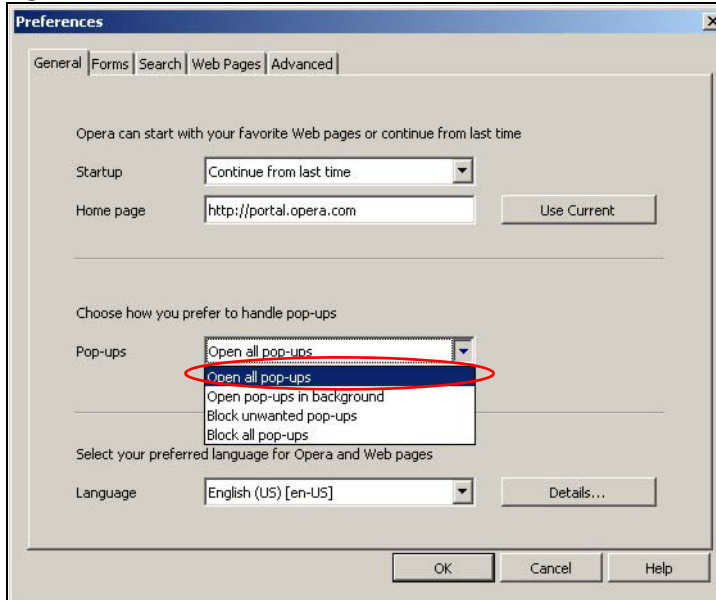 Preferences
General Forms Search Web Pages Advanced
Opera can start with your favorite Web pages or continue from last time
Startup Continue from last time
Home page http://portal.opera.com Use Current
Choose how you prefer to handle pop-ups
Pop-ups Open all pop-ups
Open all pop-ups
Open pop-ups in background
Block unwanted pop-ups
Block all pop-ups
Select your preferred language for Opera and Web pages
Language English (US) [en-US] Details...
OK Cancel Help